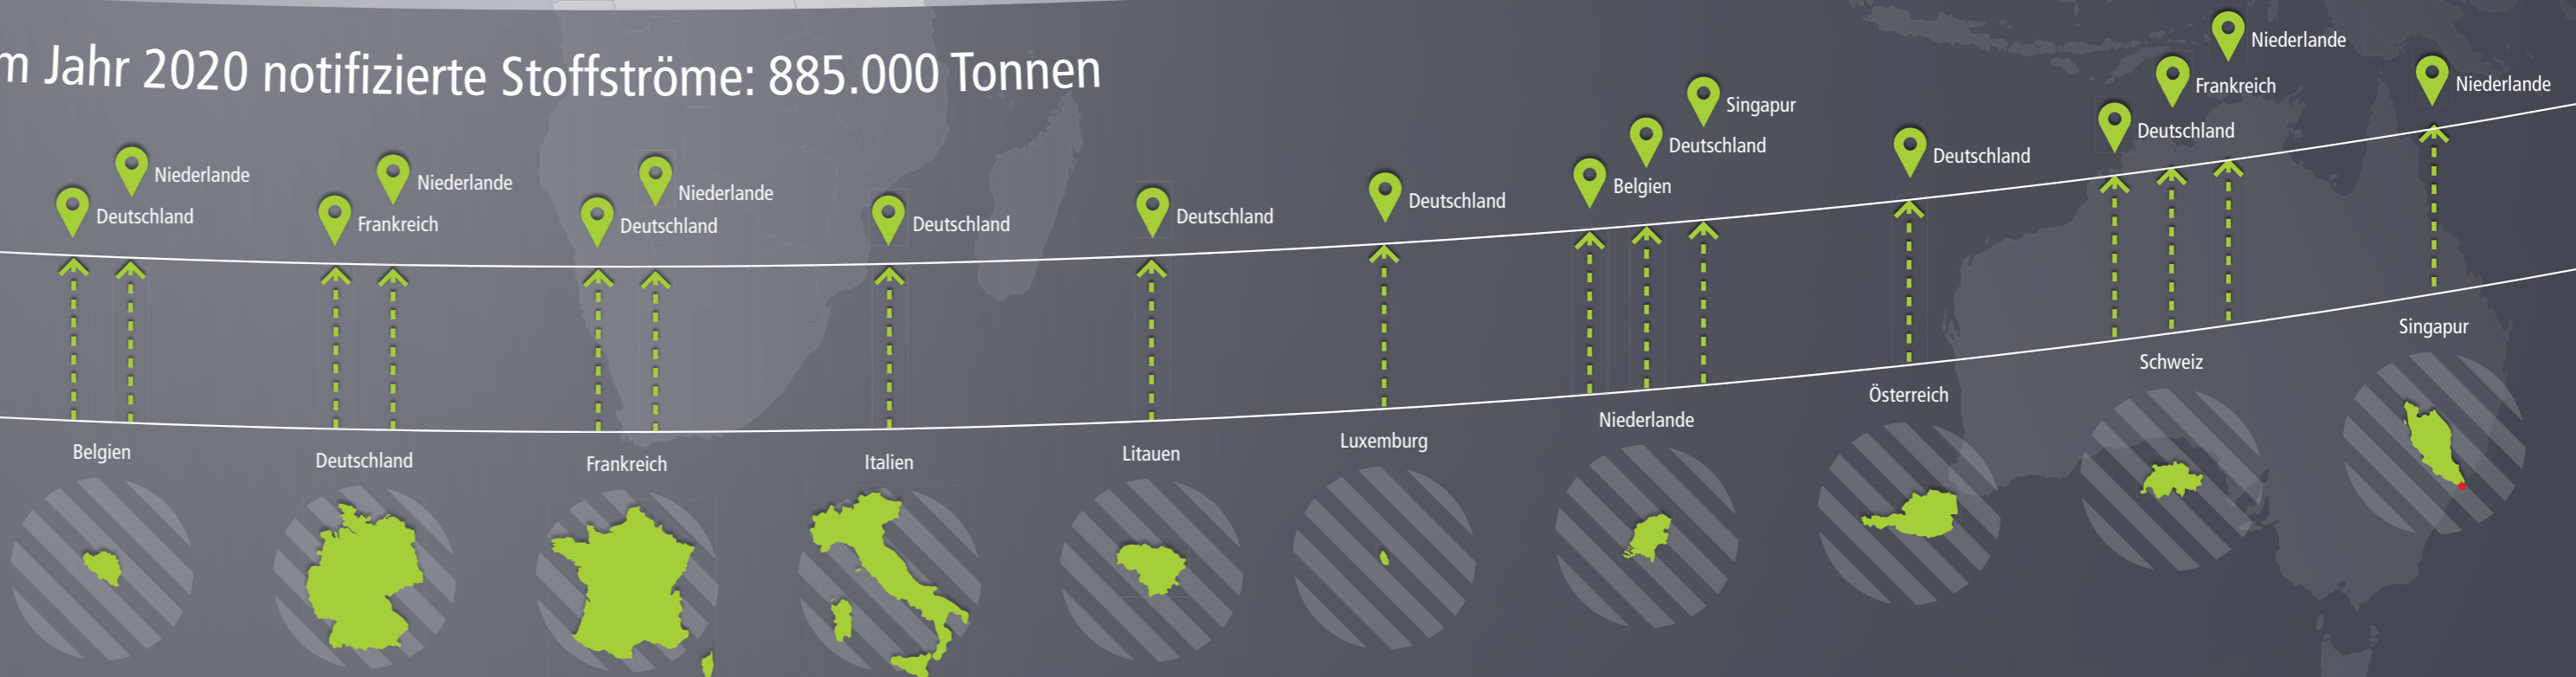 m Jahr 2020 notifizierte Stoffströme: 885.000 Tonnen
Niederlande
Deutschland
Niederlande
Frankreich
Niederlande
Deutschland
Deutschland
Deutschland
Deutschland
Singapur
Deutschland
Belgien
Deutschland
Niederlande
Frankreich
Deutschland
Niederlande
Belgien
Deutschland
Frankreich
Italien
Litauen
Luxemburg
Niederlande
Österreich
Schweiz
Singapur